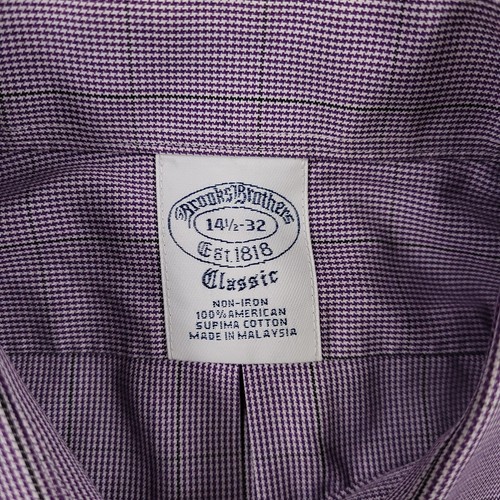 Brooks Brothers
14½-32
Est.1818
Classic
NON-IRON
100% AMERICAN
SUPIMA COTTON
MADE IN MALAYSIA